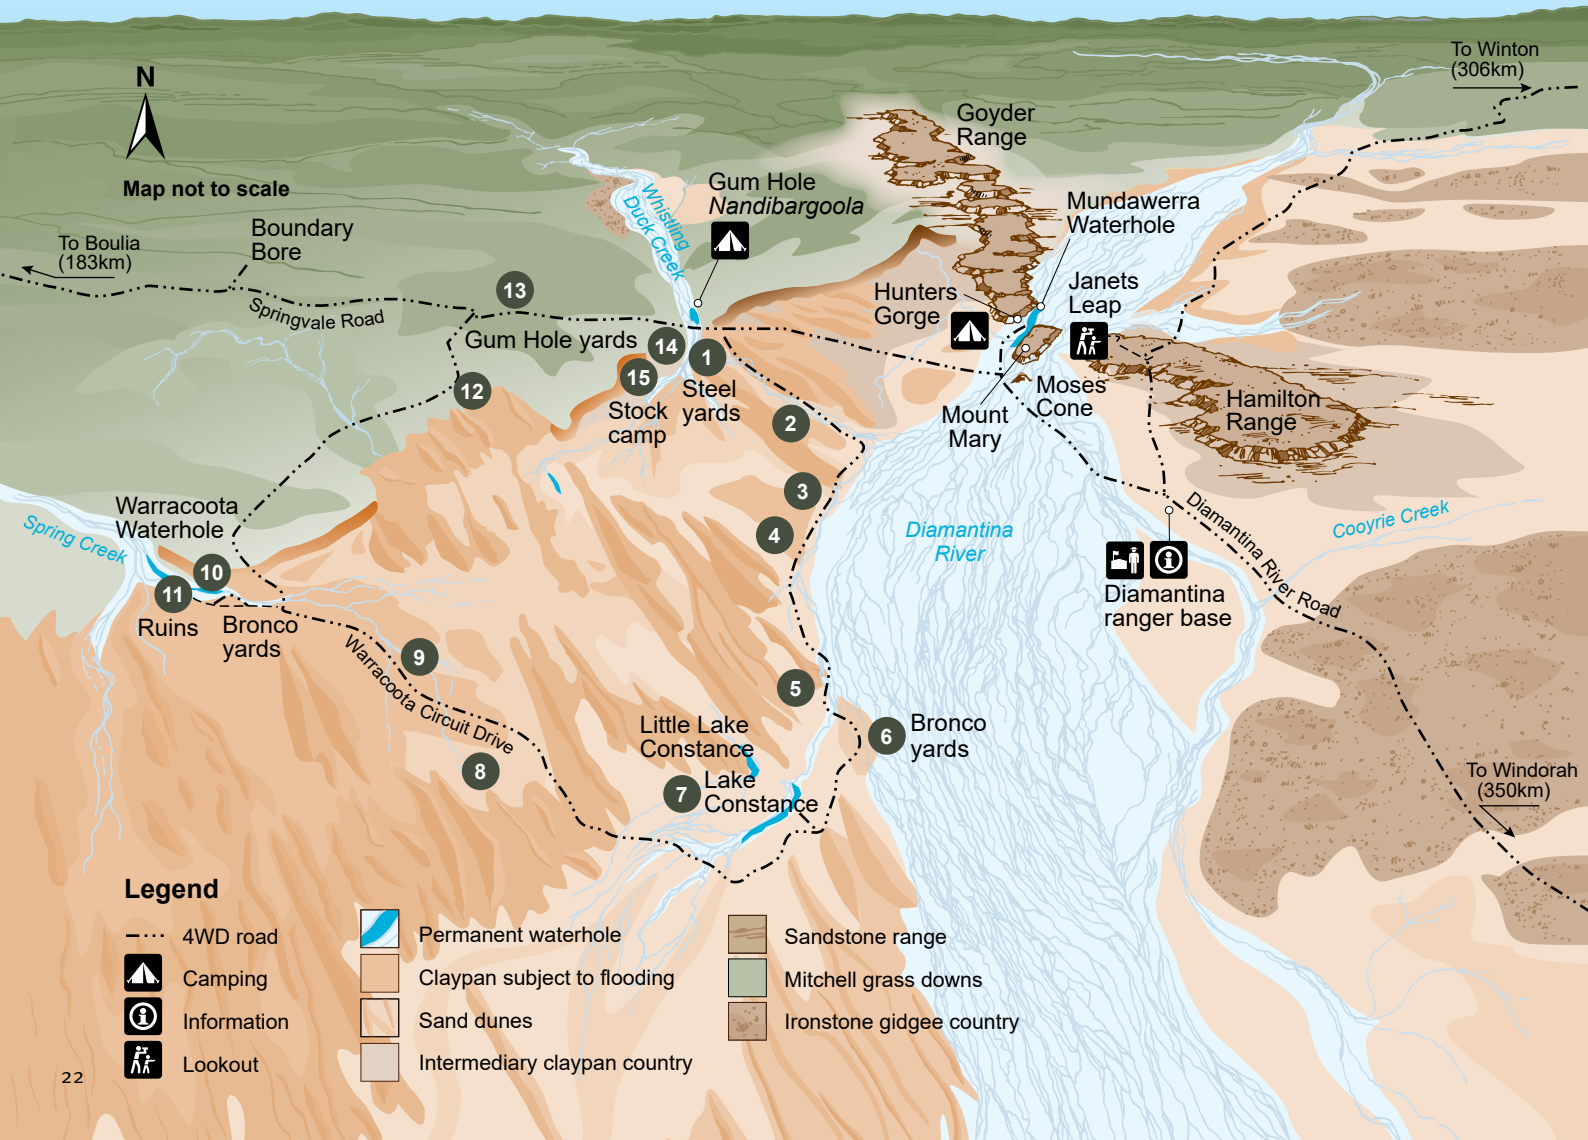 To Winton
(306km)
N
Goyder
Range
Map not to scale
Gum Hole
Nandibargoola
Whistling
Duck Creek
Mundawerra
Waterhole
Boundary
Bore
To Boulia
(183km)
Janets
Leap
Hunters
Gorge
13
Springvale Road
Gum Hole yards
14
1
15
Steel
yards
12
Stock
camp
2
Moses
Cone
Mount
Mary
Hamilton
Range
3
Warracoota
Waterhole
Spring Creek
4
Diamantina
River
Diamantina River Road
Cooyrie Creek
10
11
Ruins
Bronco
yards
Diamantina
ranger base
9
Warracoota Circuit Drive
5
Little Lake
Constance
6
Bronco
yards
8
7
Lake
Constance
To Windorah
(350km)
Legend
4WD road
Camping
Information
Lookout
Permanent waterhole
Claypan subject to flooding
Sand dunes
Intermediary claypan country
Sandstone range
Mitchell grass downs
Ironstone gidgee country
22